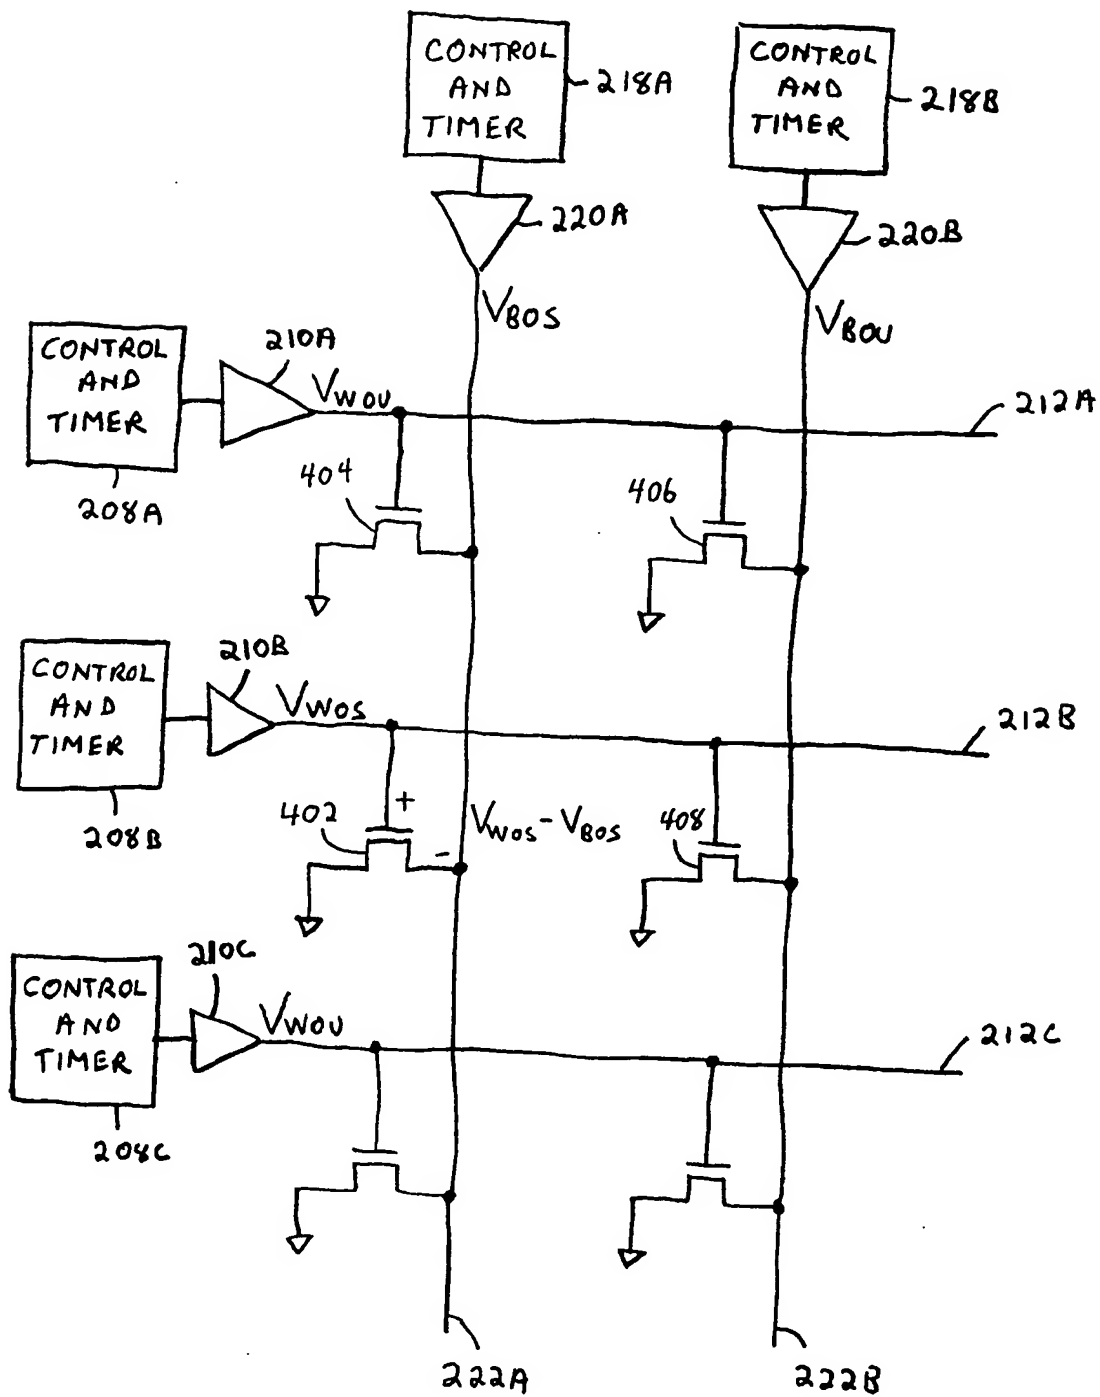 CONTROL
AND
TIMER
218A
CONTROL
AND
TIMER
218B
220A
220B
VBOS
VBOU
CONTROL
AND
TIMER
208A
210A
VWOU
212A
404
406
CONTROL
AND
TIMER
208B
210B
VWOS
212B
402
+
-
VWOS - VBOS
408
CONTROL
AND
TIMER
208C
210C
VWOU
212C
222A
222B